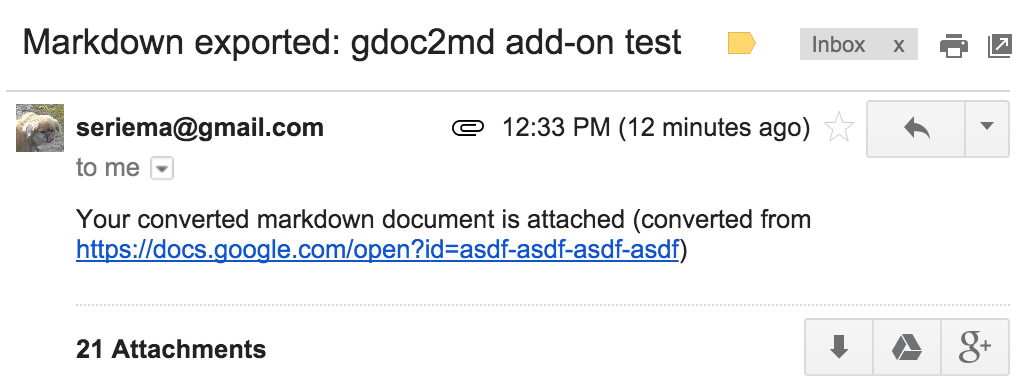 Markdown exported: gdoc2md add-on test
Inbox x
seriema@gmail.com 12:33 PM (12 minutes ago)
to me
Your converted markdown document is attached (converted from
https://docs.google.com/open?id=asdf-asdf-asdf-asdf)
21 Attachments
g+